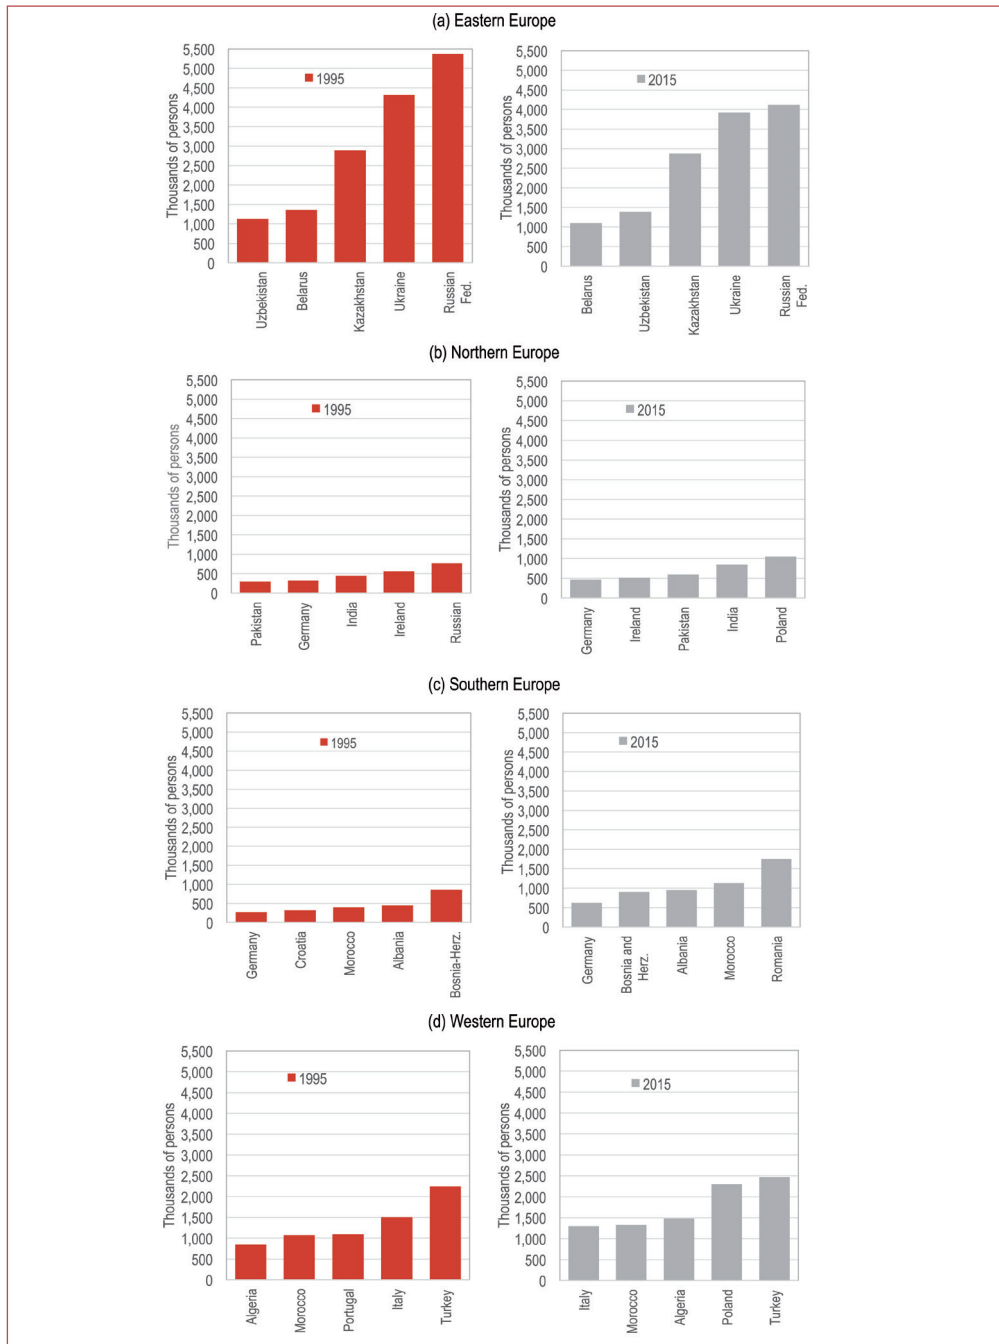 (a) Eastern Europe
Thousands of persons
5,500
5,000
4,500
4,000
3,500
3,000
2,500
2,000
1,500
1,000
500
0
1995
Uzbekistan
Belarus
Kazakhstan
Ukraine
Russian
Fed.
Thousands of persons
5,500
5,000
4,500
4,000
3,500
3,000
2,500
2,000
1,500
1,000
500
0
2015
Belarus
Uzbekistan
Kazakhstan
Ukraine
Russian
Fed.
(b) Northern Europe
Thousands of persons
5,500
5,000
4,500
4,000
3,500
3,000
2,500
2,000
1,500
1,000
500
0
1995
Pakistan
Germany
India
Ireland
Russian
Thousands of persons
5,500
5,000
4,500
4,000
3,500
3,000
2,500
2,000
1,500
1,000
500
0
2015
Germany
Ireland
Pakistan
India
Poland
(c) Southern Europe
Thousands of persons
5,500
5,000
4,500
4,000
3,500
3,000
2,500
2,000
1,500
1,000
500
0
1995
Germany
Croatia
Morocco
Albania
Bosnia-Herz.
Thousands of persons
5,500
5,000
4,500
4,000
3,500
3,000
2,500
2,000
1,500
1,000
500
0
2015
Germany
Bosnia and
Herz.
Albania
Morocco
Romania
(d) Western Europe
Thousands of persons
5,500
5,000
4,500
4,000
3,500
3,000
2,500
2,000
1,500
1,000
500
0
1995
Algeria
Morocco
Portugal
Italy
Turkey
Thousands of persons
5,500
5,000
4,500
4,000
3,500
3,000
2,500
2,000
1,500
1,000
500
0
2015
Italy
Morocco
Algeria
Poland
Turkey